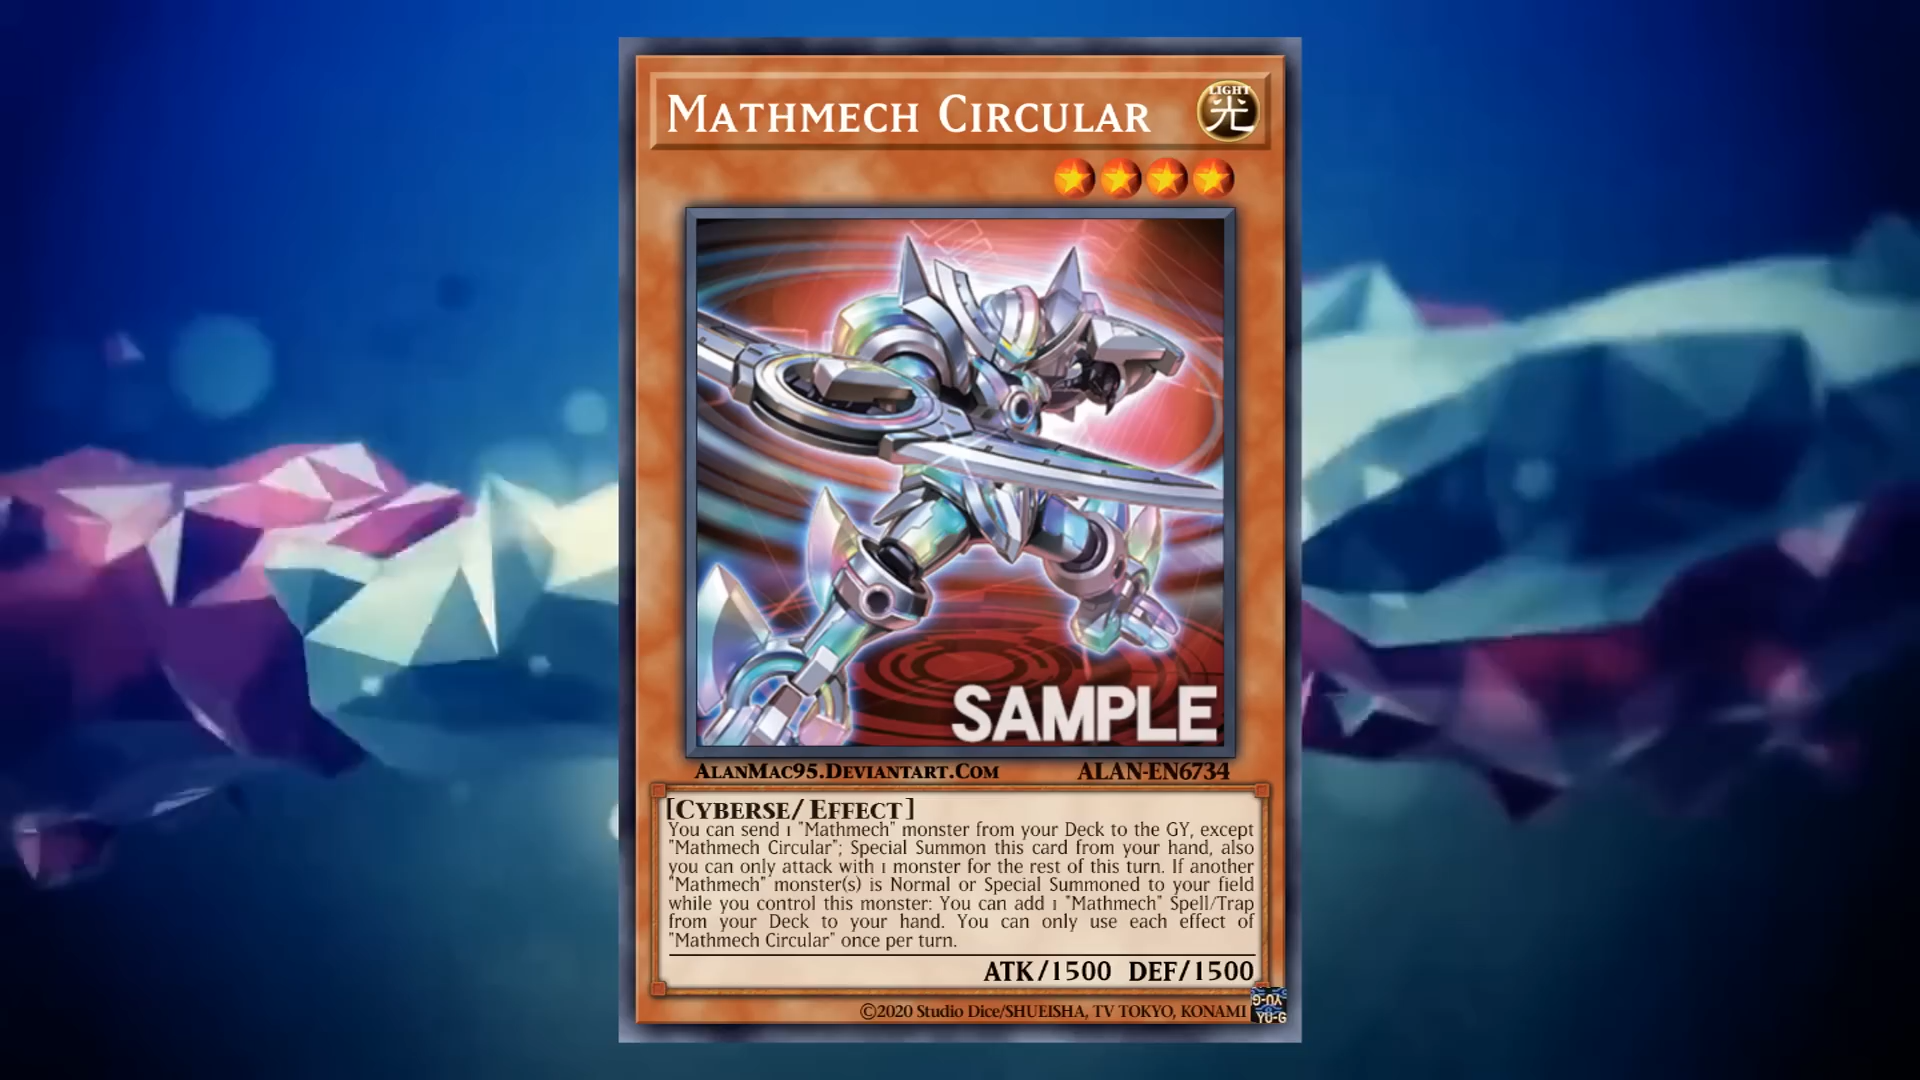 MATHMECH CIRCULAR
LIGHT
光
SAMPLE
ALANMAC95.DEVIANTART.COM ALAN-EN6734
[CYBERSE/ EFFECT]
You can send 1 "Mathmech" monster from your Deck to the GY, except
"Mathmech Circular"; Special Summon this card from your hand, also
you can only attack with 1 monster for the rest of this turn. If another
"Mathmech" monster(s) is Normal or Special Summoned to your field
while you control this monster: You can add 1 "Mathmech" Spell/Trap
from your Deck to your hand. You can only use each effect of
"Mathmech Circular" once per turn.
ATK/1500 DEF/1500
©2020 Studio Dice/SHUEISHA, TV TOKYO, KONAMI